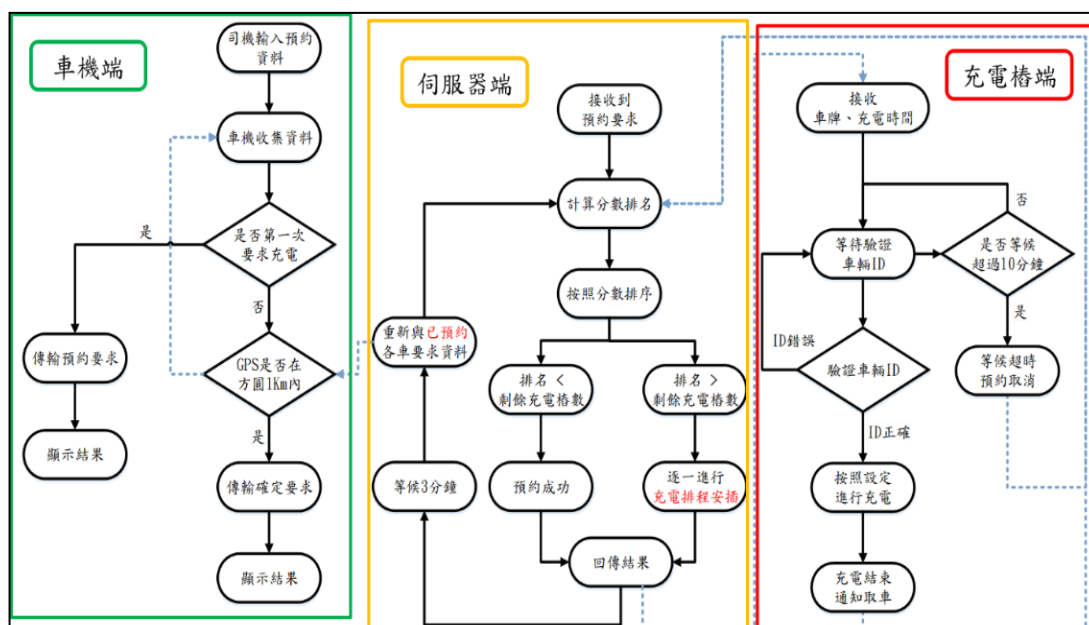 車機端
司機輸入預約
資料
車機收集資料
是否第一次
要求充電
是
否
傳輸預約要求
顯示結果
GPS是否在
方圓1Km內
是
傳輸確定要求
顯示結果
伺服器端
接收到
預約要求
計算分數排名
按照分數排序
重新與已預約
各車要求資料
排名 <
剩餘充電樁數
排名 >
剩餘充電樁數
等候3分鐘
預約成功
逐一進行
充電排程安插
回傳結果
充電樁端
接收
車牌、充電時間
等待驗證
車輛ID
否
是否等候
超過10分鐘
是
等候超時
預約取消
ID錯誤
驗證車輛ID
ID正確
按照設定
進行充電
充電結束
通知取車